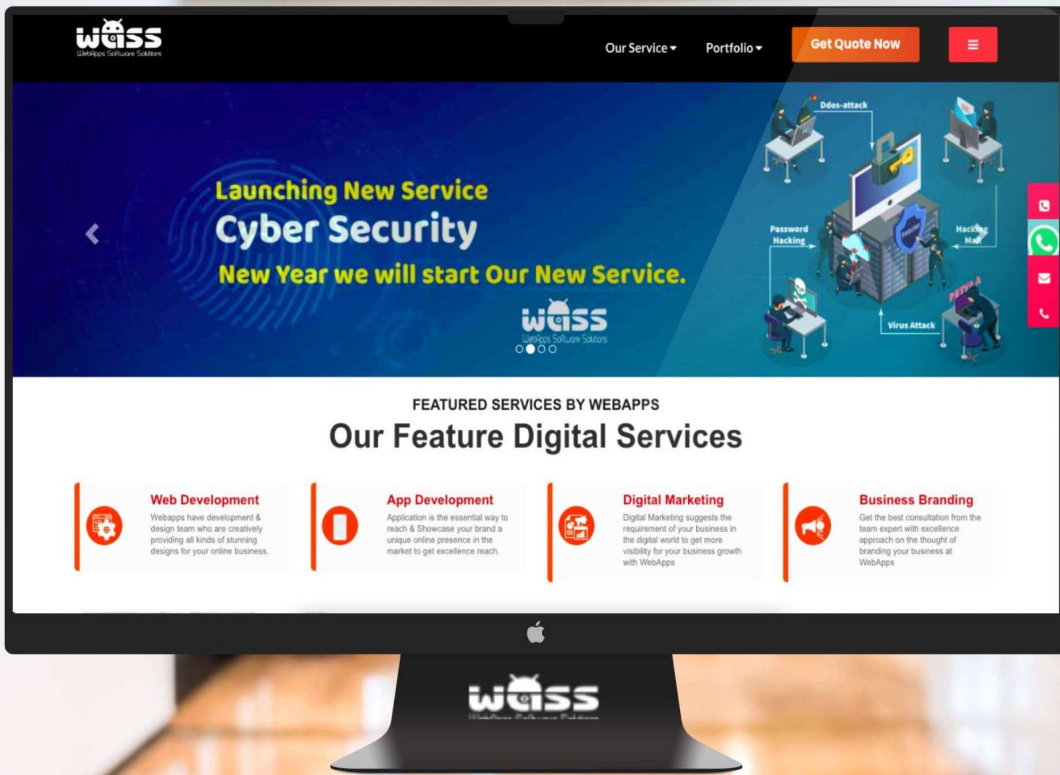 wass
WebApps Software Solutions
Our Service
Portfolio
Get Quote Now
Launching New Service
Cyber Security
New Year we will start Our New Service.
wass
WebApps Software Solutions
Ddos-attack
Password
Hacking
Hacking
Mail
Virus Attack
FEATURED SERVICES BY WEBAPPS
Our Feature Digital Services
Web Development
Webapps have development &
design team who are creatively
providing all kinds of stunning
designs for your online business.
App Development
Application is the essential way to
reach & Showcase your brand a
unique online presence in the
market to get excellence reach.
Digital Marketing
Digital Marketing suggests the
requirement of your business in
the digital world to get more
visibility for your business growth
with WebApps
Business Branding
Get the best consultation from the
team expert with excellence
approach on the thought of
branding your business at
WebApps
wass
WebApps Software Solutions